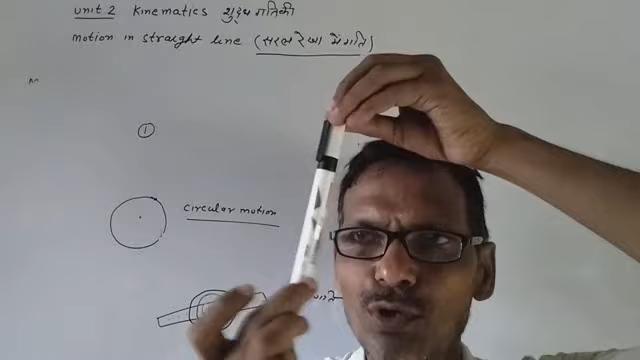 unit 2 Kinematics शुद्ध गतिकी
motion in straight line (सरल रेखा में गति)
1
circular motion